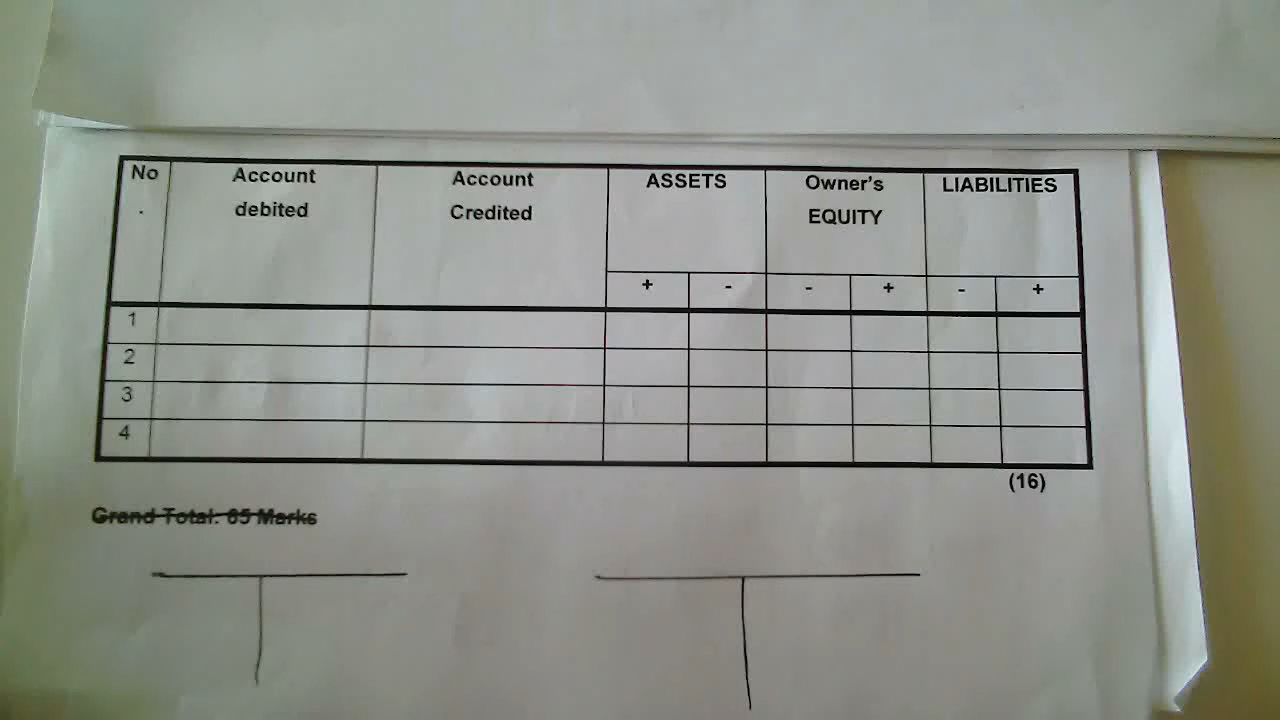 No
.
Account
debited
Account
Credited
ASSETS
Owner's
EQUITY
LIABILITIES
+ - - + - +
1
2
3
4
(16)
Grand Total: 65 Marks